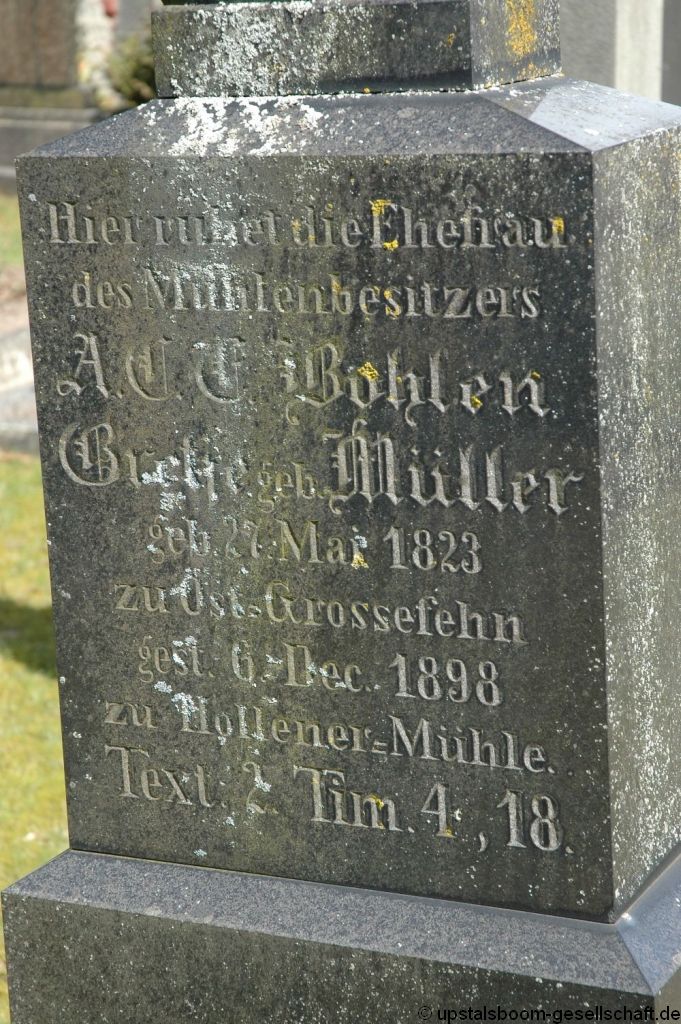 Hier ruhet die Ehefrau
des Mühlenbesitzers
A. C. Bohlen
Gretje geb. Müller
geb. 27. Mai 1823
zu Ost-Grossefehn
gest. 6. Dec. 1898
zu Hollener-Mühle.
Text: 2. Tim. 4, 18.
© upstalsboom-gesellschaft.de